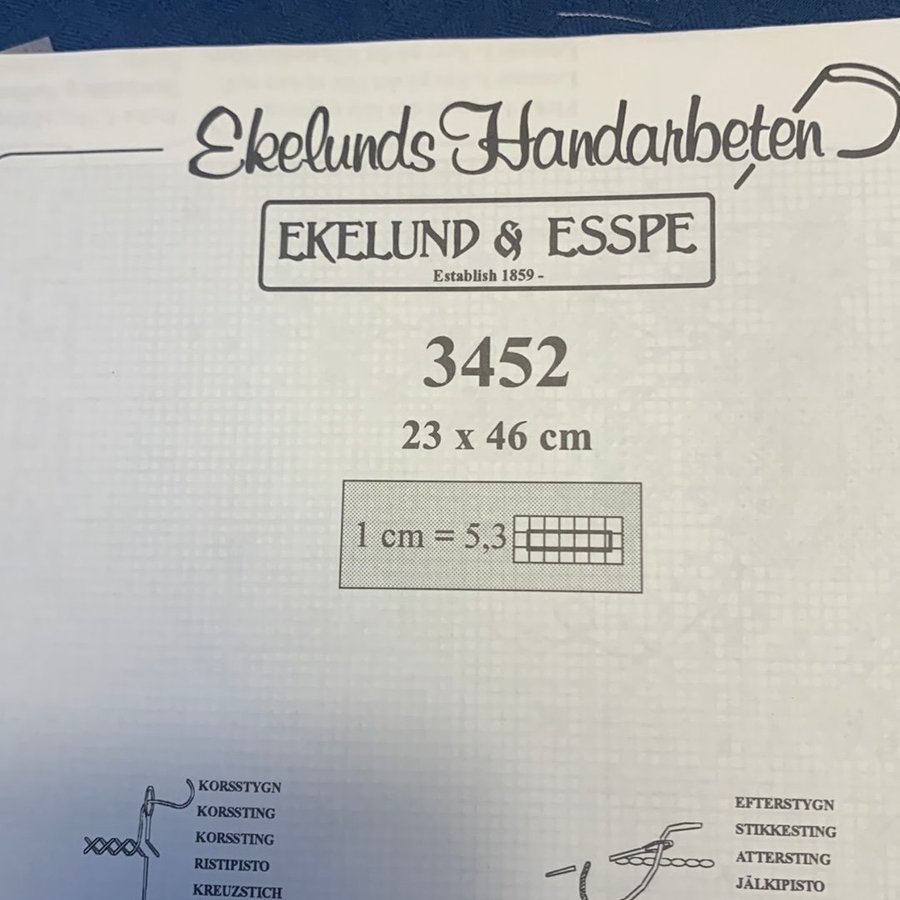 Ekelunds Handarbeten
EKELUND & ESSPE
Establish 1859 -
3452
23 x 46 cm
1 cm = 5,3
KORSSTYGN
KORSSTING
KORSSTING
RISTIPISTO
KREUZSTICH
EFTERSTYGN
STIKKESTING
ATTERSTING
JÄLKIPISTO